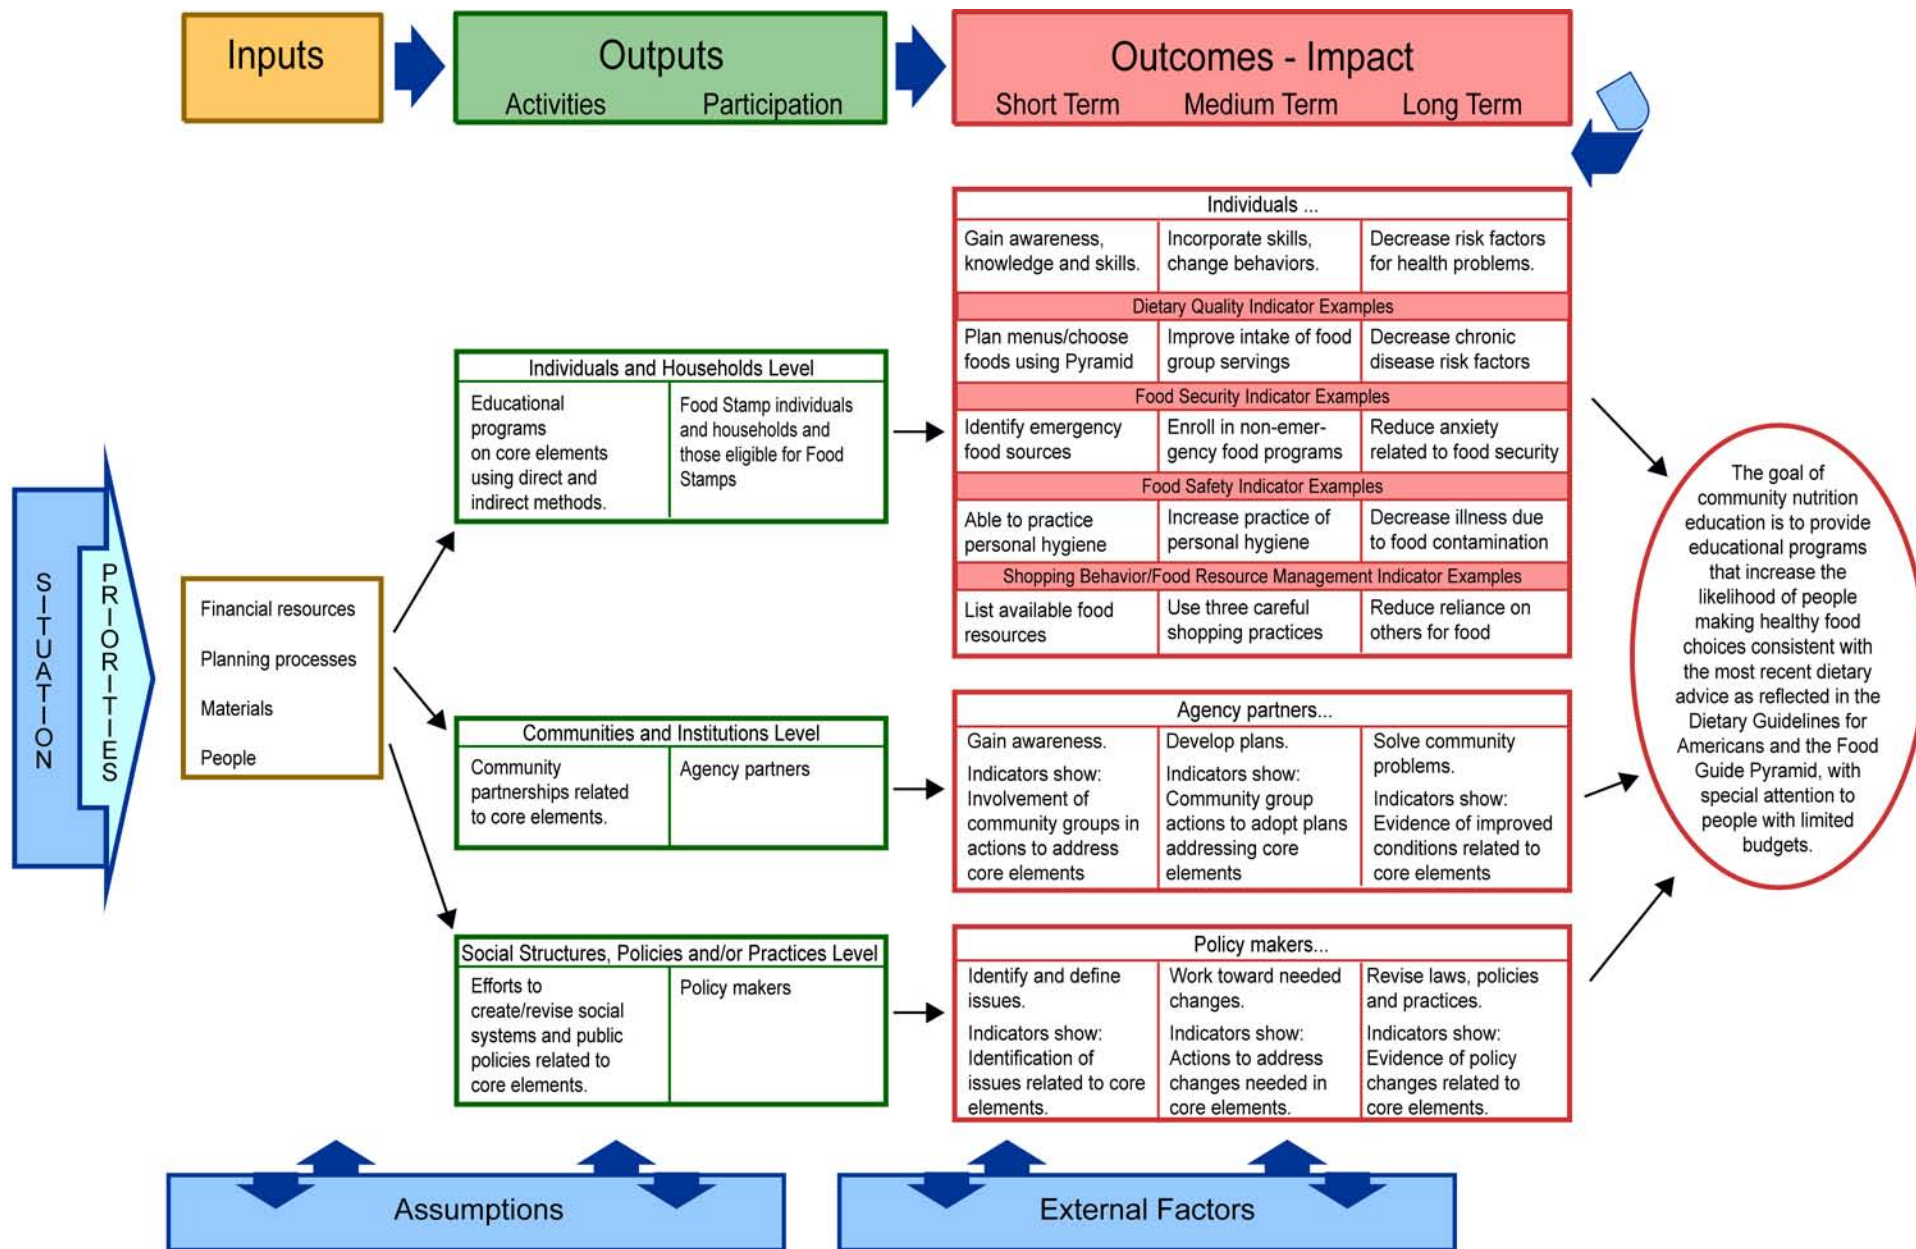 Inputs
Outputs
Activities
Participation
Outcomes - Impact
Short Term
Medium Term
Long Term
SITUATION
PRIORITIES
Financial resources
Planning processes
Materials
People
Individuals and Households Level
Educational
programs
on core elements
using direct and
indirect methods.
Food Stamp individuals
and households and
those eligible for Food
Stamps
Communities and Institutions Level
Community
partnerships related
to core elements.
Agency partners
Social Structures, Policies and/or Practices Level
Efforts to
create/revise social
systems and public
policies related to
core elements.
Policy makers
Individuals ...
Gain awareness,
knowledge and skills.
Incorporate skills,
change behaviors.
Decrease risk factors
for health problems.
Dietary Quality Indicator Examples
Plan menus/choose
foods using Pyramid
Improve intake of food
group servings
Decrease chronic
disease risk factors
Food Security Indicator Examples
Identify emergency
food sources
Enroll in non-emer-
gency food programs
Reduce anxiety
related to food security
Food Safety Indicator Examples
Able to practice
personal hygiene
Increase practice of
personal hygiene
Decrease illness due
to food contamination
Shopping Behavior/Food Resource Management Indicator Examples
List available food
resources
Use three careful
shopping practices
Reduce reliance on
others for food
Agency partners...
Gain awareness.
Indicators show:
Involvement of
community groups in
actions to address
core elements
Develop plans.
Indicators show:
Community group
actions to adopt plans
addressing core
elements
Solve community
problems.
Indicators show:
Evidence of improved
conditions related to
core elements
Policy makers...
Identify and define
issues.
Indicators show:
Identification of
issues related to core
elements.
Work toward needed
changes.
Indicators show:
Actions to address
changes needed in
core elements.
Revise laws, policies
and practices.
Indicators show:
Evidence of policy
changes related to
core elements.
The goal of
community nutrition
education is to provide
educational programs
that increase the
likelihood of people
making healthy food
choices consistent with
the most recent dietary
advice as reflected in the
Dietary Guidelines for
Americans and the Food
Guide Pyramid, with
special attention to
people with limited
budgets.
Assumptions
External Factors